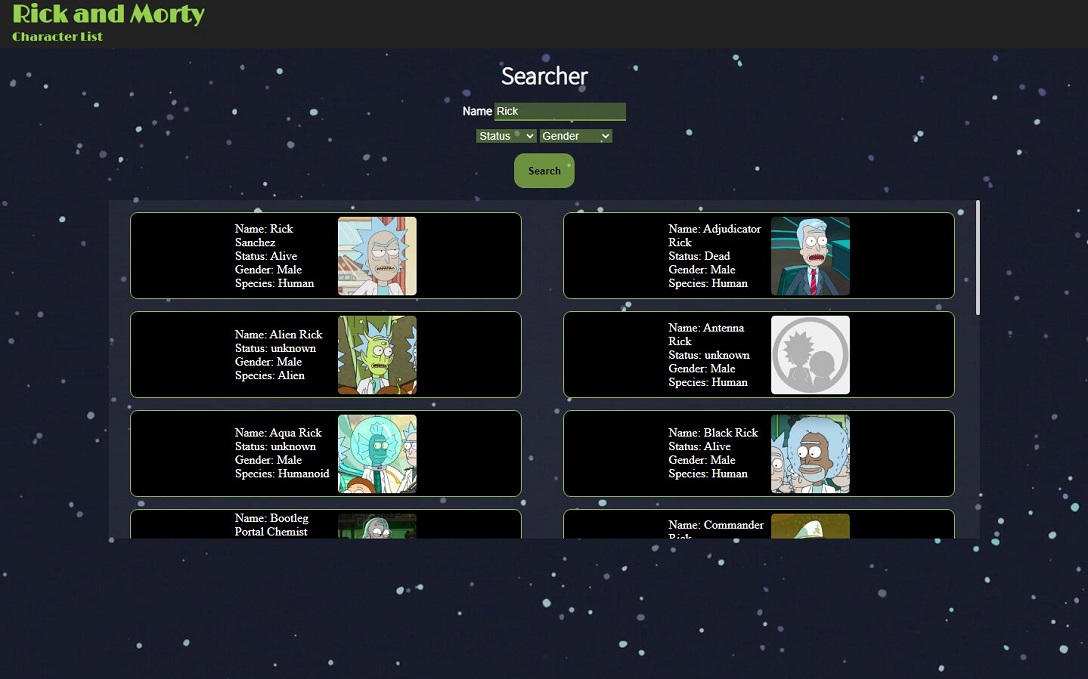 Rick and Morty
Character List
Searcher
Name Rick
Status Gender
Search
Name: Rick
Sanchez
Status: Alive
Gender: Male
Species: Human
Name: Adjudicator
Rick
Status: Dead
Gender: Male
Species: Human
Name: Alien Rick
Status: unknown
Gender: Male
Species: Alien
Name: Antenna
Rick
Status: unknown
Gender: Male
Species: Human
Name: Aqua Rick
Status: unknown
Gender: Male
Species: Humanoid
Name: Black Rick
Status: Alive
Gender: Male
Species: Human
Name: Bootleg
Portal Chemist
Name: Commander
Rick